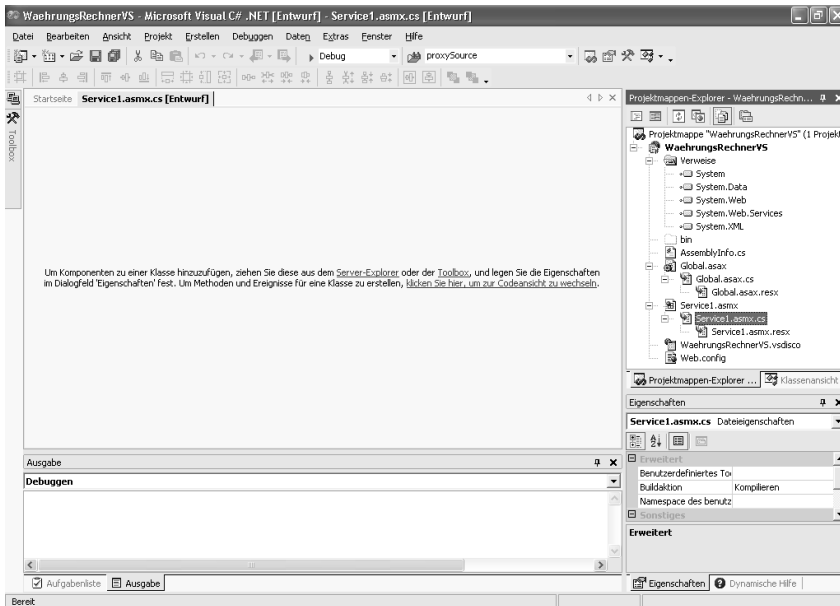 WaehrungsRechnerVS - Microsoft Visual C# .NET [Entwurf] - Service1.asmx.cs [Entwurf]
Datei Bearbeiten Ansicht Projekt Erstellen Debuggen Daten Extras Fenster Hilfe
Debug proxySource
Startseite Service1.asmx.cs [Entwurf]
Toolbox
Um Komponenten zu einer Klasse hinzuzufügen, ziehen Sie diese aus dem Server-Explorer oder der Toolbox, und legen Sie die Eigenschaften
im Dialogfeld 'Eigenschaften' fest. Um Methoden und Ereignisse für eine Klasse zu erstellen, klicken Sie hier, um zur Codeansicht zu wechseln.
Projektmappen-Explorer - WaehrungsRechn...
Projektmappe "WaehrungsRechnerVS" (1 Projekt
WaehrungsRechnerVS
Verweise
System
System.Data
System.Web
System.Web.Services
System.XML
bin
AssemblyInfo.cs
Global.asax
Global.asax.cs
Global.asax.resx
Service1.asmx
Service1.asmx.cs
Service1.asmx.resx
WaehrungsRechnerVS.vsdisco
Web.config
Projektmappen-Explorer ... Klassenansicht
Eigenschaften
Service1.asmx.cs Dateieigenschaften
Erweitert
Benutzerdefiniertes To
Buildaktion Kompilieren
Namespace des benutz
Sonstiges
Erweitert
Eigenschaften Dynamische Hilfe
Ausgabe
Debuggen
Aufgabenliste Ausgabe
Bereit